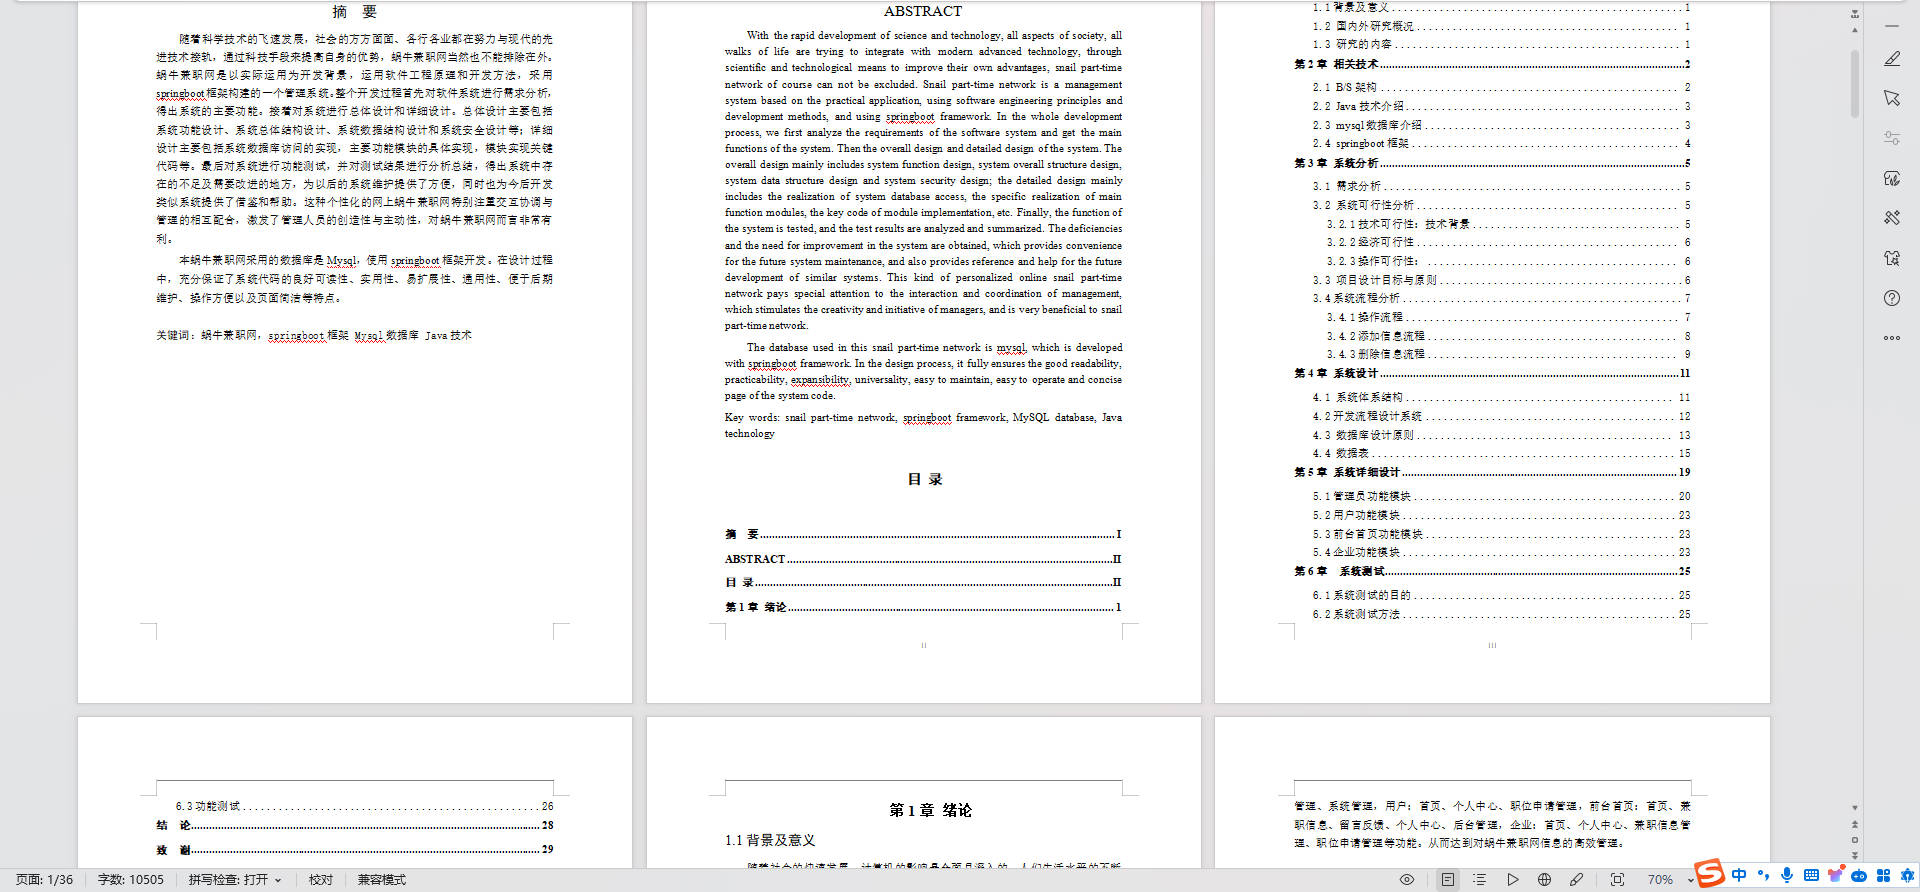 摘　要
随着科学技术的飞速发展，社会的方方面面、各行各业都在努力与现代的先
进技术接轨，通过科技手段来提高自身的优势，蜗牛兼职网当然也不能排除在外。
蜗牛兼职网是以实际运用为开发背景，运用软件工程原理和开发方法，采用
springboot框架构建的一个管理系统。整个开发过程首先对软件系统进行需求分析，
得出系统的主要功能。接着对系统进行总体设计和详细设计。总体设计主要包括
系统功能设计、系统总体结构设计、系统数据结构设计和系统安全设计等；详细
设计主要包括系统数据库访问的实现，主要功能模块的具体实现，模块实现关键
代码等。最后对系统进行功能测试，并对测试结果进行分析总结，得出系统中存
在的不足及需要改进的地方，为以后的系统维护提供了方便，同时也为今后开发
类似系统提供了借鉴和帮助。这种个性化的网上蜗牛兼职网特别注重交互协调与
管理的相互配合，激发了管理人员的创造性与主动性，对蜗牛兼职网而言非常有
利。
本蜗牛兼职网采用的数据库是Mysql，使用springboot框架开发。在设计过程
中，充分保证了系统代码的良好可读性、实用性、易扩展性、通用性、便于后期
维护、操作方便以及页面简洁等特点。
关键词：蜗牛兼职网，springboot框架 Mysql数据库 Java技术
ABSTRACT
With the rapid development of science and technology, all aspects of society, all
walks of life are trying to integrate with modern advanced technology, through
scientific and technological means to improve their own advantages, snail part-time
network of course can not be excluded. Snail part-time network is a management
system based on the practical application, using software engineering principles and
development methods, and using springboot framework. In the whole development
process, we first analyze the requirements of the software system and get the main
functions of the system. Then the overall design and detailed design of the system. The
overall design mainly includes system function design, system overall structure design,
system data structure design and system security design; the detailed design mainly
includes the realization of system database access, the specific realization of main
function modules, the key code of module implementation, etc. Finally, the function of
the system is tested, and the test results are analyzed and summarized. The deficiencies
and the need for improvement in the system are obtained, which provides convenience
for the future system maintenance, and also provides reference and help for the future
development of similar systems. This kind of personalized online snail part-time
network pays special attention to the interaction and coordination of management,
which stimulates the creativity and initiative of managers, and is very beneficial to snail
part-time network.
The database used in this snail part-time network is mysql, which is developed
with springboot framework. In the design process, it fully ensures the good readability,
practicability, expansibility, universality, easy to maintain, easy to operate and concise
page of the system code.
Key words: snail part-time network, springboot framework, MySQL database, Java
technology
目 录
摘　要 I
ABSTRACT II
目 录 II
第1章 绪论 1
II
1.1背景及意义 1
1.2 国内外研究概况 1
1.3 研究的内容 1
第2章 相关技术 2
2.1 B/S架构 2
2.2 Java技术介绍 3
2.3 mysql数据库介绍 3
2.4 springboot框架 4
第3章 系统分析 5
3.1 需求分析 5
3.2 系统可行性分析 5
3.2.1技术可行性：技术背景 5
3.2.2经济可行性 6
3.2.3操作可行性： 6
3.3 项目设计目标与原则 6
3.4系统流程分析 7
3.4.1操作流程 7
3.4.2添加信息流程 8
3.4.3删除信息流程 9
第4章 系统设计 11
4.1 系统体系结构 11
4.2开发流程设计系统 12
4.3 数据库设计原则 13
4.4 数据表 15
第5章 系统详细设计 19
5.1管理员功能模块 20
5.2用户功能模块 23
5.3前台首页功能模块 23
5.4企业功能模块 23
第6章　系统测试 25
6.1系统测试的目的 25
6.2系统测试方法 25
III
6.3功能测试 26
结　论 28
致　谢 29
第1章 绪论
1.1背景及意义
随着社会的快速发展，计算机的影响是全面且深入的。人们生活水平的不断
管理、系统管理，用户：首页、个人中心、职位申请管理，前台首页：首页、兼
职信息、留言反馈、个人中心、后台管理，企业：首页、个人中心、兼职信息管
理、职位申请管理等功能。从而达到对蜗牛兼职网信息的高效管理。
页面: 1/36 字数: 10505 拼写检查: 打开 校对 兼容模式
70%
S 中